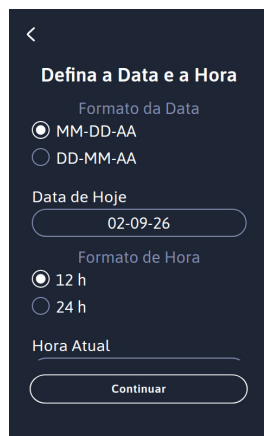 Defina a Data e a Hora
Formato da Data
MM-DD-AA
DD-MM-AA
Data de Hoje
02-09-26
Formato de Hora
12 h
24 h
Hora Atual
Continuar